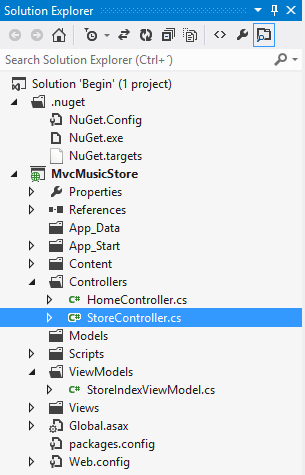 Solution Explorer
Search Solution Explorer (Ctrl+´)
Solution 'Begin' (1 project)
.nuget
NuGet.Config
NuGet.exe
NuGet.targets
MvcMusicStore
Properties
References
App_Data
App_Start
Content
Controllers
HomeController.cs
StoreController.cs
Models
Scripts
ViewModels
StoreIndexViewModel.cs
Views
Global.asax
packages.config
Web.config